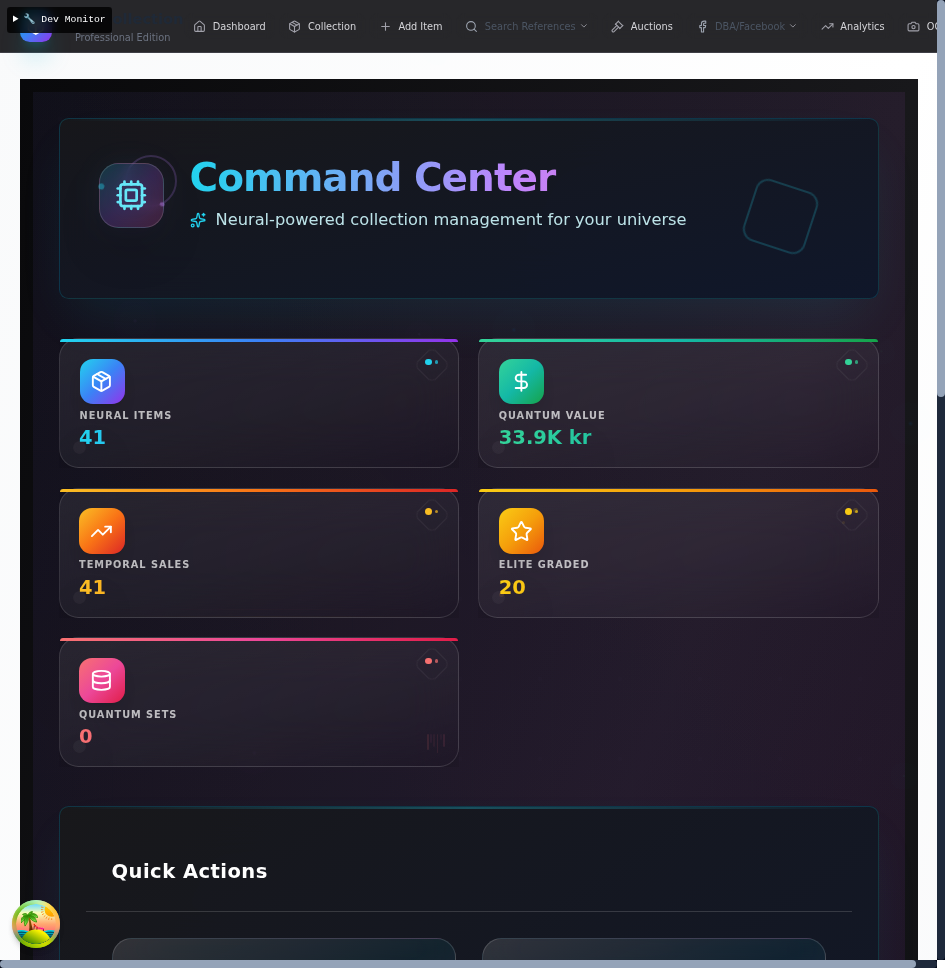 🔧 Dev Monitor
Professional Edition
Dashboard
Collection
Add Item
Search References
Auctions
DBA/Facebook
Analytics
Command Center
Neural-powered collection management for your universe
NEURAL ITEMS
41
QUANTUM VALUE
33.9K kr
TEMPORAL SALES
41
ELITE GRADED
20
QUANTUM SETS
0
Quick Actions